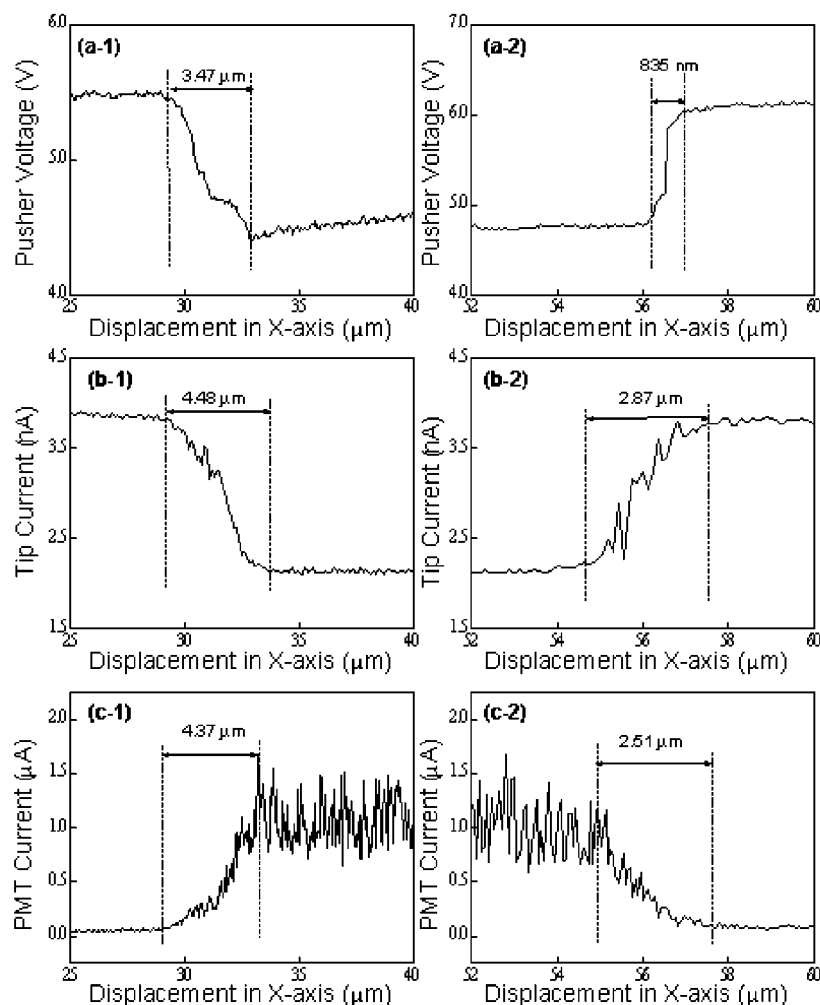 (a-1)
3.47 μm
Pusher Voltage (V)
6.0
5.0
4.0
25 30 35 40
Displacement in X-axis (μm)
(a-2)
835 nm
Pusher Voltage (V)
7.0
6.0
5.0
4.0
52 54 56 58 60
Displacement in X-axis (μm)
(b-1)
4.48 μm
Tip Current (nA)
4.5
3.5
2.5
1.5
25 30 35 40
Displacement in X-axis (μm)
(b-2)
2.87 μm
Tip Current (nA)
4.5
3.5
2.5
1.5
52 54 56 58 60
Displacement in X-axis (μm)
(c-1)
4.37 μm
PMT Current (μA)
2.0
1.5
1.0
0.5
0.0
25 30 35 40
Displacement in X-axis (μm)
(c-2)
2.51 μm
PMT Current (μA)
2.0
1.5
1.0
0.5
0.0
52 54 56 58 60
Displacement in X-axis (μm)